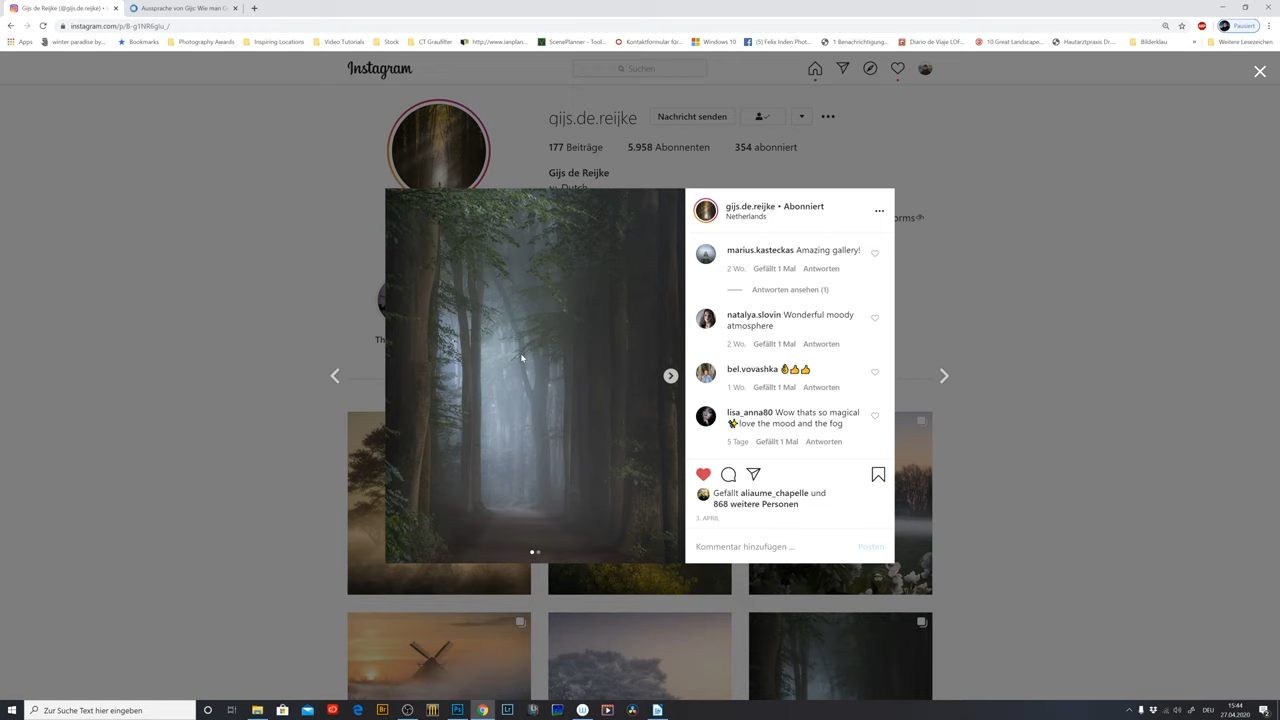 Gijs de Reijke (@gijs.de.reijke) •
Aussprache von Gijs: Wie man G
Pausiert
instagram.com/p/B-g1NR6glu_/
Apps
winter paradise by...
Bookmarks
Photography Awards
Inspiring Locations
Video Tutorials
Stock
CT Graufilter
http://www.ianplan...
ScenePlanner - Tool...
Kontaktformular für...
Windows 10
(5) Felix Inden Phot...
1 Benachrichtigung...
Diario de Viaje LOF...
10 Great Landscape...
Hautarztpraxis Dr....
Bilderklau
»
Weitere Lesezeichen
Instagram
Suchen
gijs.de.reijke
Nachricht senden
177 Beiträge
5.958 Abonnenten
354 abonniert
Gijs de Reijke
Dutch
orms
Th
gijs.de.reijke • Abonniert
Netherlands
marius.kasteckas Amazing gallery!
2 Wo. Gefällt 1 Mal Antworten
Antworten ansehen (1)
natalya.slovin Wonderful moody
atmosphere
2 Wo. Gefällt 1 Mal Antworten
bel.vovashka 👌👍👍
1 Wo. Gefällt 1 Mal Antworten
lisa_anna80 Wow thats so magical
✨love the mood and the fog
5 Tage Gefällt 1 Mal Antworten
Gefällt aliaume_chapelle und
868 weitere Personen
3. APRIL
Kommentar hinzufügen ...
Posten
Zur Suche Text hier eingeben
DEU
15:44
27.04.2020